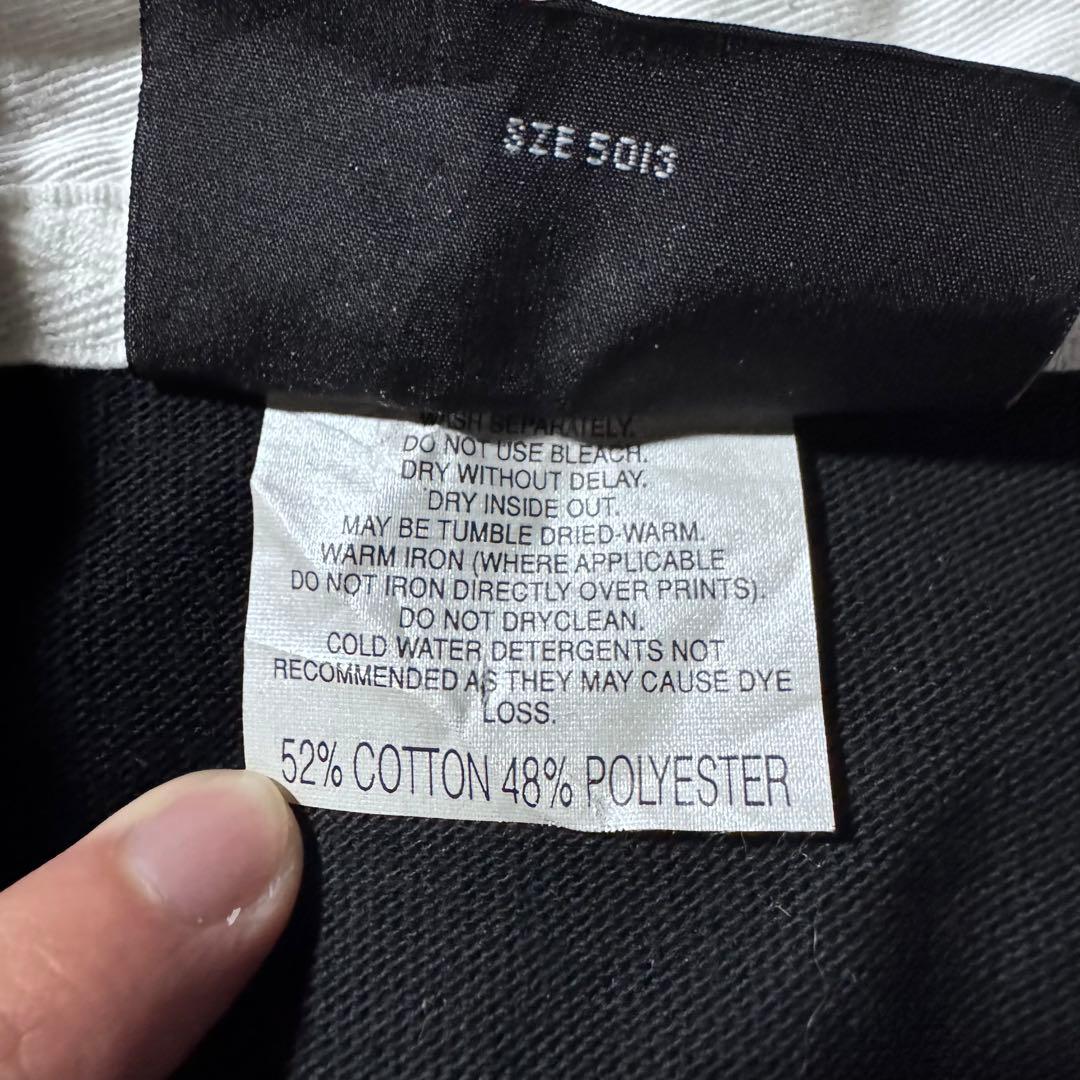 SZE 5013
WASH SEPARATELY.
DO NOT USE BLEACH.
DRY WITHOUT DELAY.
DRY INSIDE OUT.
MAY BE TUMBLE DRIED-WARM.
WARM IRON (WHERE APPLICABLE
DO NOT IRON DIRECTLY OVER PRINTS).
DO NOT DRYCLEAN.
COLD WATER DETERGENTS NOT
RECOMMENDED AS THEY MAY CAUSE DYE
LOSS.
52% COTTON 48% POLYESTER